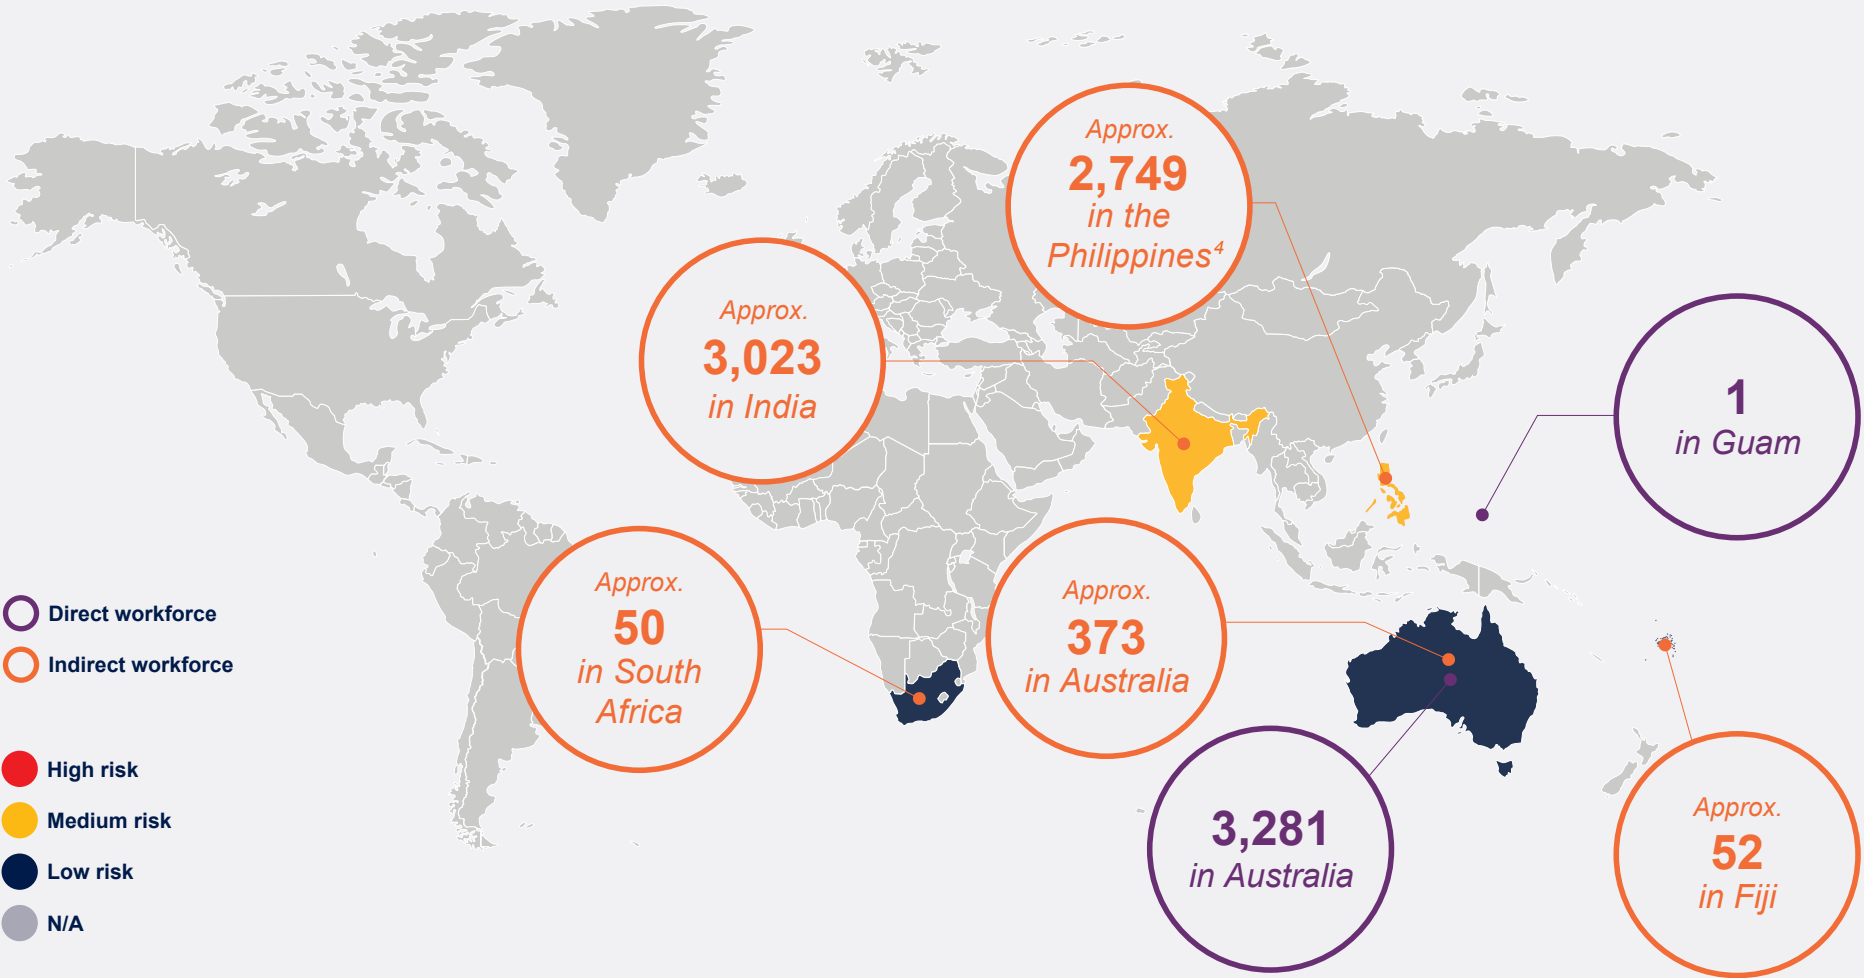 Approx.
2,749
in the
Philippines⁴
Approx.
3,023
in India
1
in Guam
Approx.
50
in South
Africa
Approx.
373
in Australia
3,281
in Australia
Approx.
52
in Fiji
Direct workforce
Indirect workforce
High risk
Medium risk
Low risk
N/A